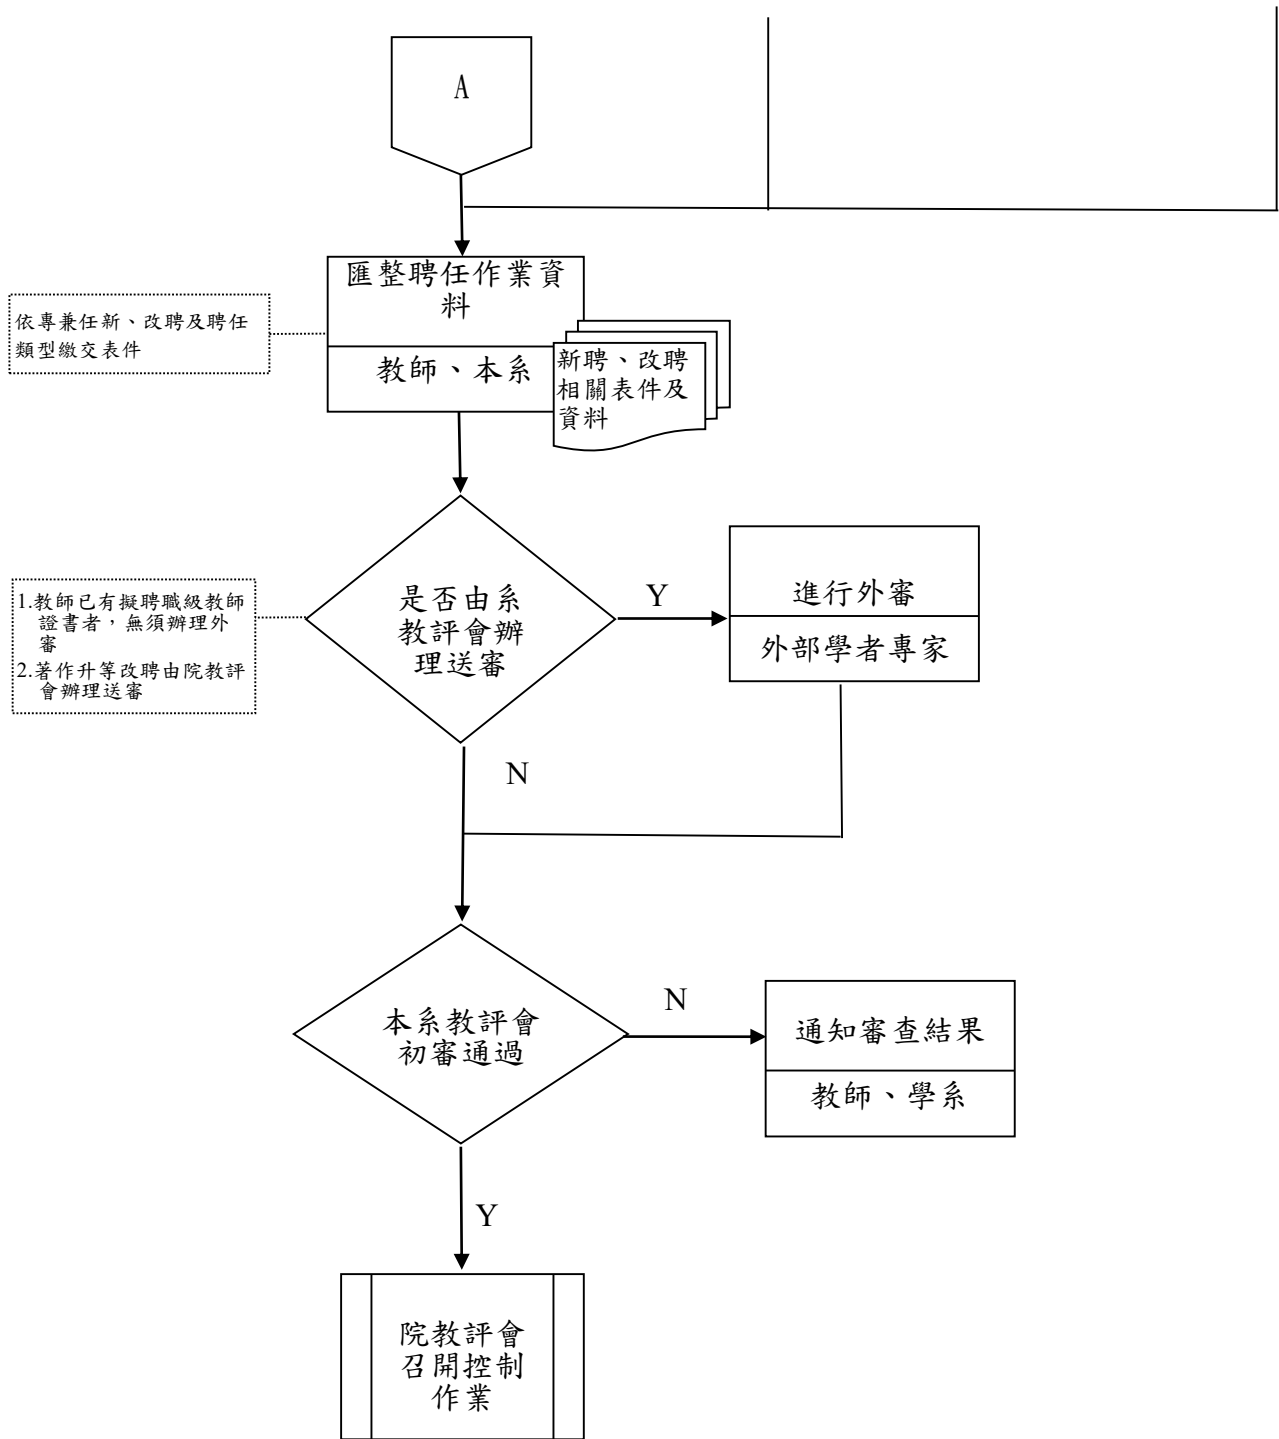 A
匯整聘任作業資
料
教師、本系
依專兼任新、改聘及聘任
類型繳交表件
新聘、改聘
相關表件及
資料
是否由系
教評會辦
理送審
Y
進行外審
外部學者專家
1.教師已有擬聘職級教師
證書者，無須辦理外
審
2.著作升等改聘由院教評
會辦理送審
N
本系教評會
初審通過
N
通知審查結果
教師、學系
Y
院教評會
召開控制
作業